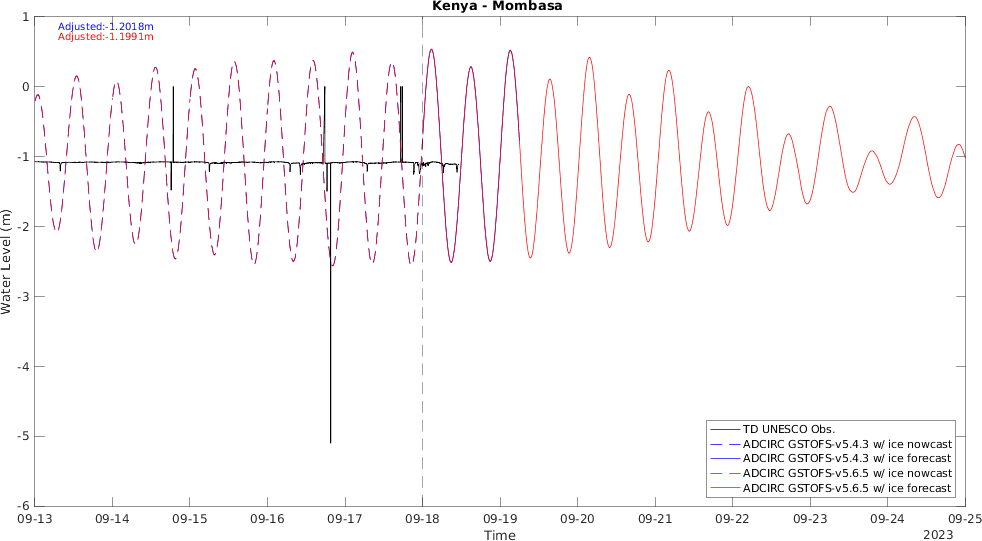 Kenya - Mombasa
Adjusted:-1.2018m
Adjusted:-1.1991m
1
0
-1
-2
-3
-4
-5
-6
Water Level (m)
TD UNESCO Obs.
ADCIRC GSTOFS-v5.4.3 w/ ice nowcast
ADCIRC GSTOFS-v5.4.3 w/ ice forecast
ADCIRC GSTOFS-v5.6.5 w/ ice nowcast
ADCIRC GSTOFS-v5.6.5 w/ ice forecast
09-13 09-14 09-15 09-16 09-17 09-18 09-19 09-20 09-21 09-22 09-23 09-24 09-25
Time
2023